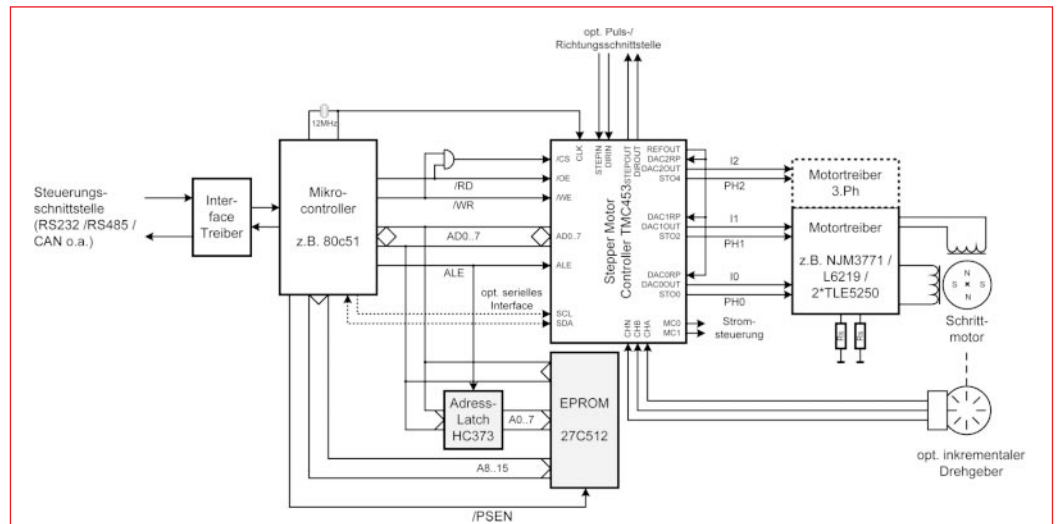 opt. Puls-/
Richtungsschnittstelle
12MHz
Steuerungs-
schnittstelle
(RS232 /RS485 /
CAN o.a.)
Inter-
face
Treiber
Mikro-
controller
z.B. 80c51
/RD
/WR
AD0..7
ALE
opt. serielles
Interface
/CS
/OE
/WE
AD0..7
ALE
SCL
SDA
CLK
STEPIN
DIRIN
STEPOUT
DIROUT
Stepper Motor
Controller TMC453
REFOUT
DAC2RP
DAC2OUT
STO4
DAC1RP
DAC1OUT
STO2
DAC0RP
DAC0OUT
STO0
MC0
MC1
CHN
CHB
CHA
I2
PH2
I1
PH1
I0
PH0
Strom-
steuerung
Motortreiber
3.Ph
Motortreiber
z.B. NJM3771 /
L6219 /
2*TLE5250
Rs
Rs
N
S
S
N
Schritt-
motor
Adress-
Latch
HC373
A0..7
EPROM
27C512
A8..15
/PSEN
opt. inkrementaler
Drehgeber